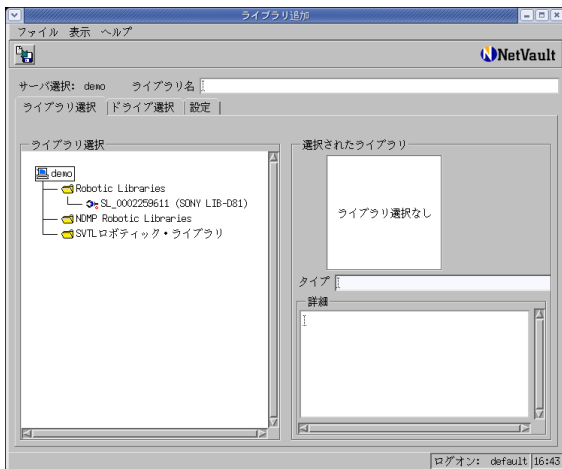 ライブラリ追加
ファイル 表示 ヘルプ
NetVault
サーバ選択: demo ライブラリ名
ライブラリ選択 ドライブ選択 設定
ライブラリ選択
demo
Robotic Libraries
SL_0002259611 (SONY LIB-D81)
NDMP Robotic Libraries
SVTLロボティック・ライブラリ
選択されたライブラリ
ライブラリ選択なし
タイプ
詳細
ログオン: default 16:43